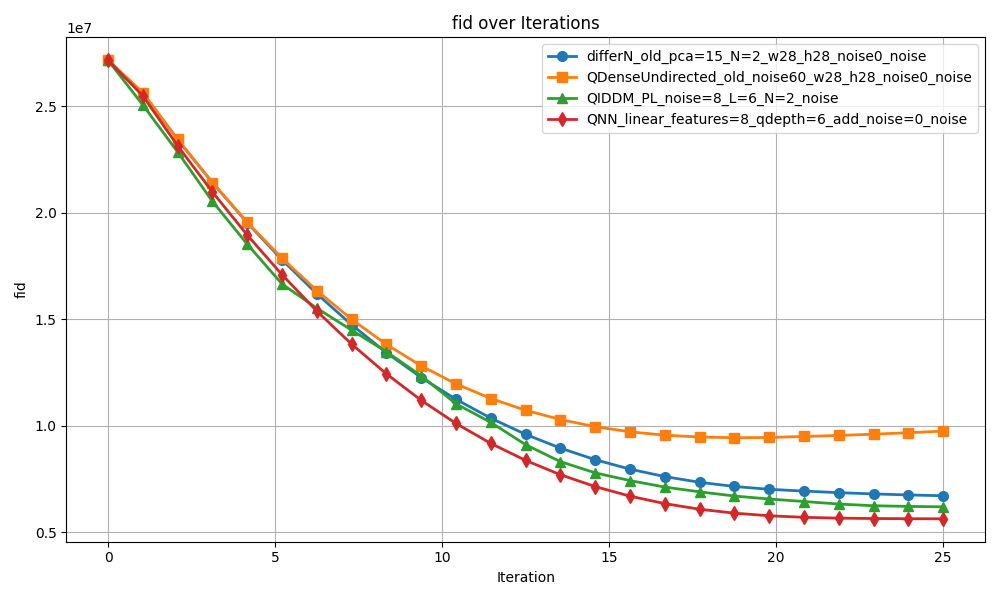 fid over Iterations
1e7
differN_old_pca=15_N=2_w28_h28_noise0_noise
QDenseUndirected_old_noise60_w28_h28_noise0_noise
QIDDM_PL_noise=8_L=6_N=2_noise
QNN_linear_features=8_qdepth=6_add_noise=0_noise
2.5
2.0
1.5
1.0
0.5
fid
0 5 10 15 20 25
Iteration